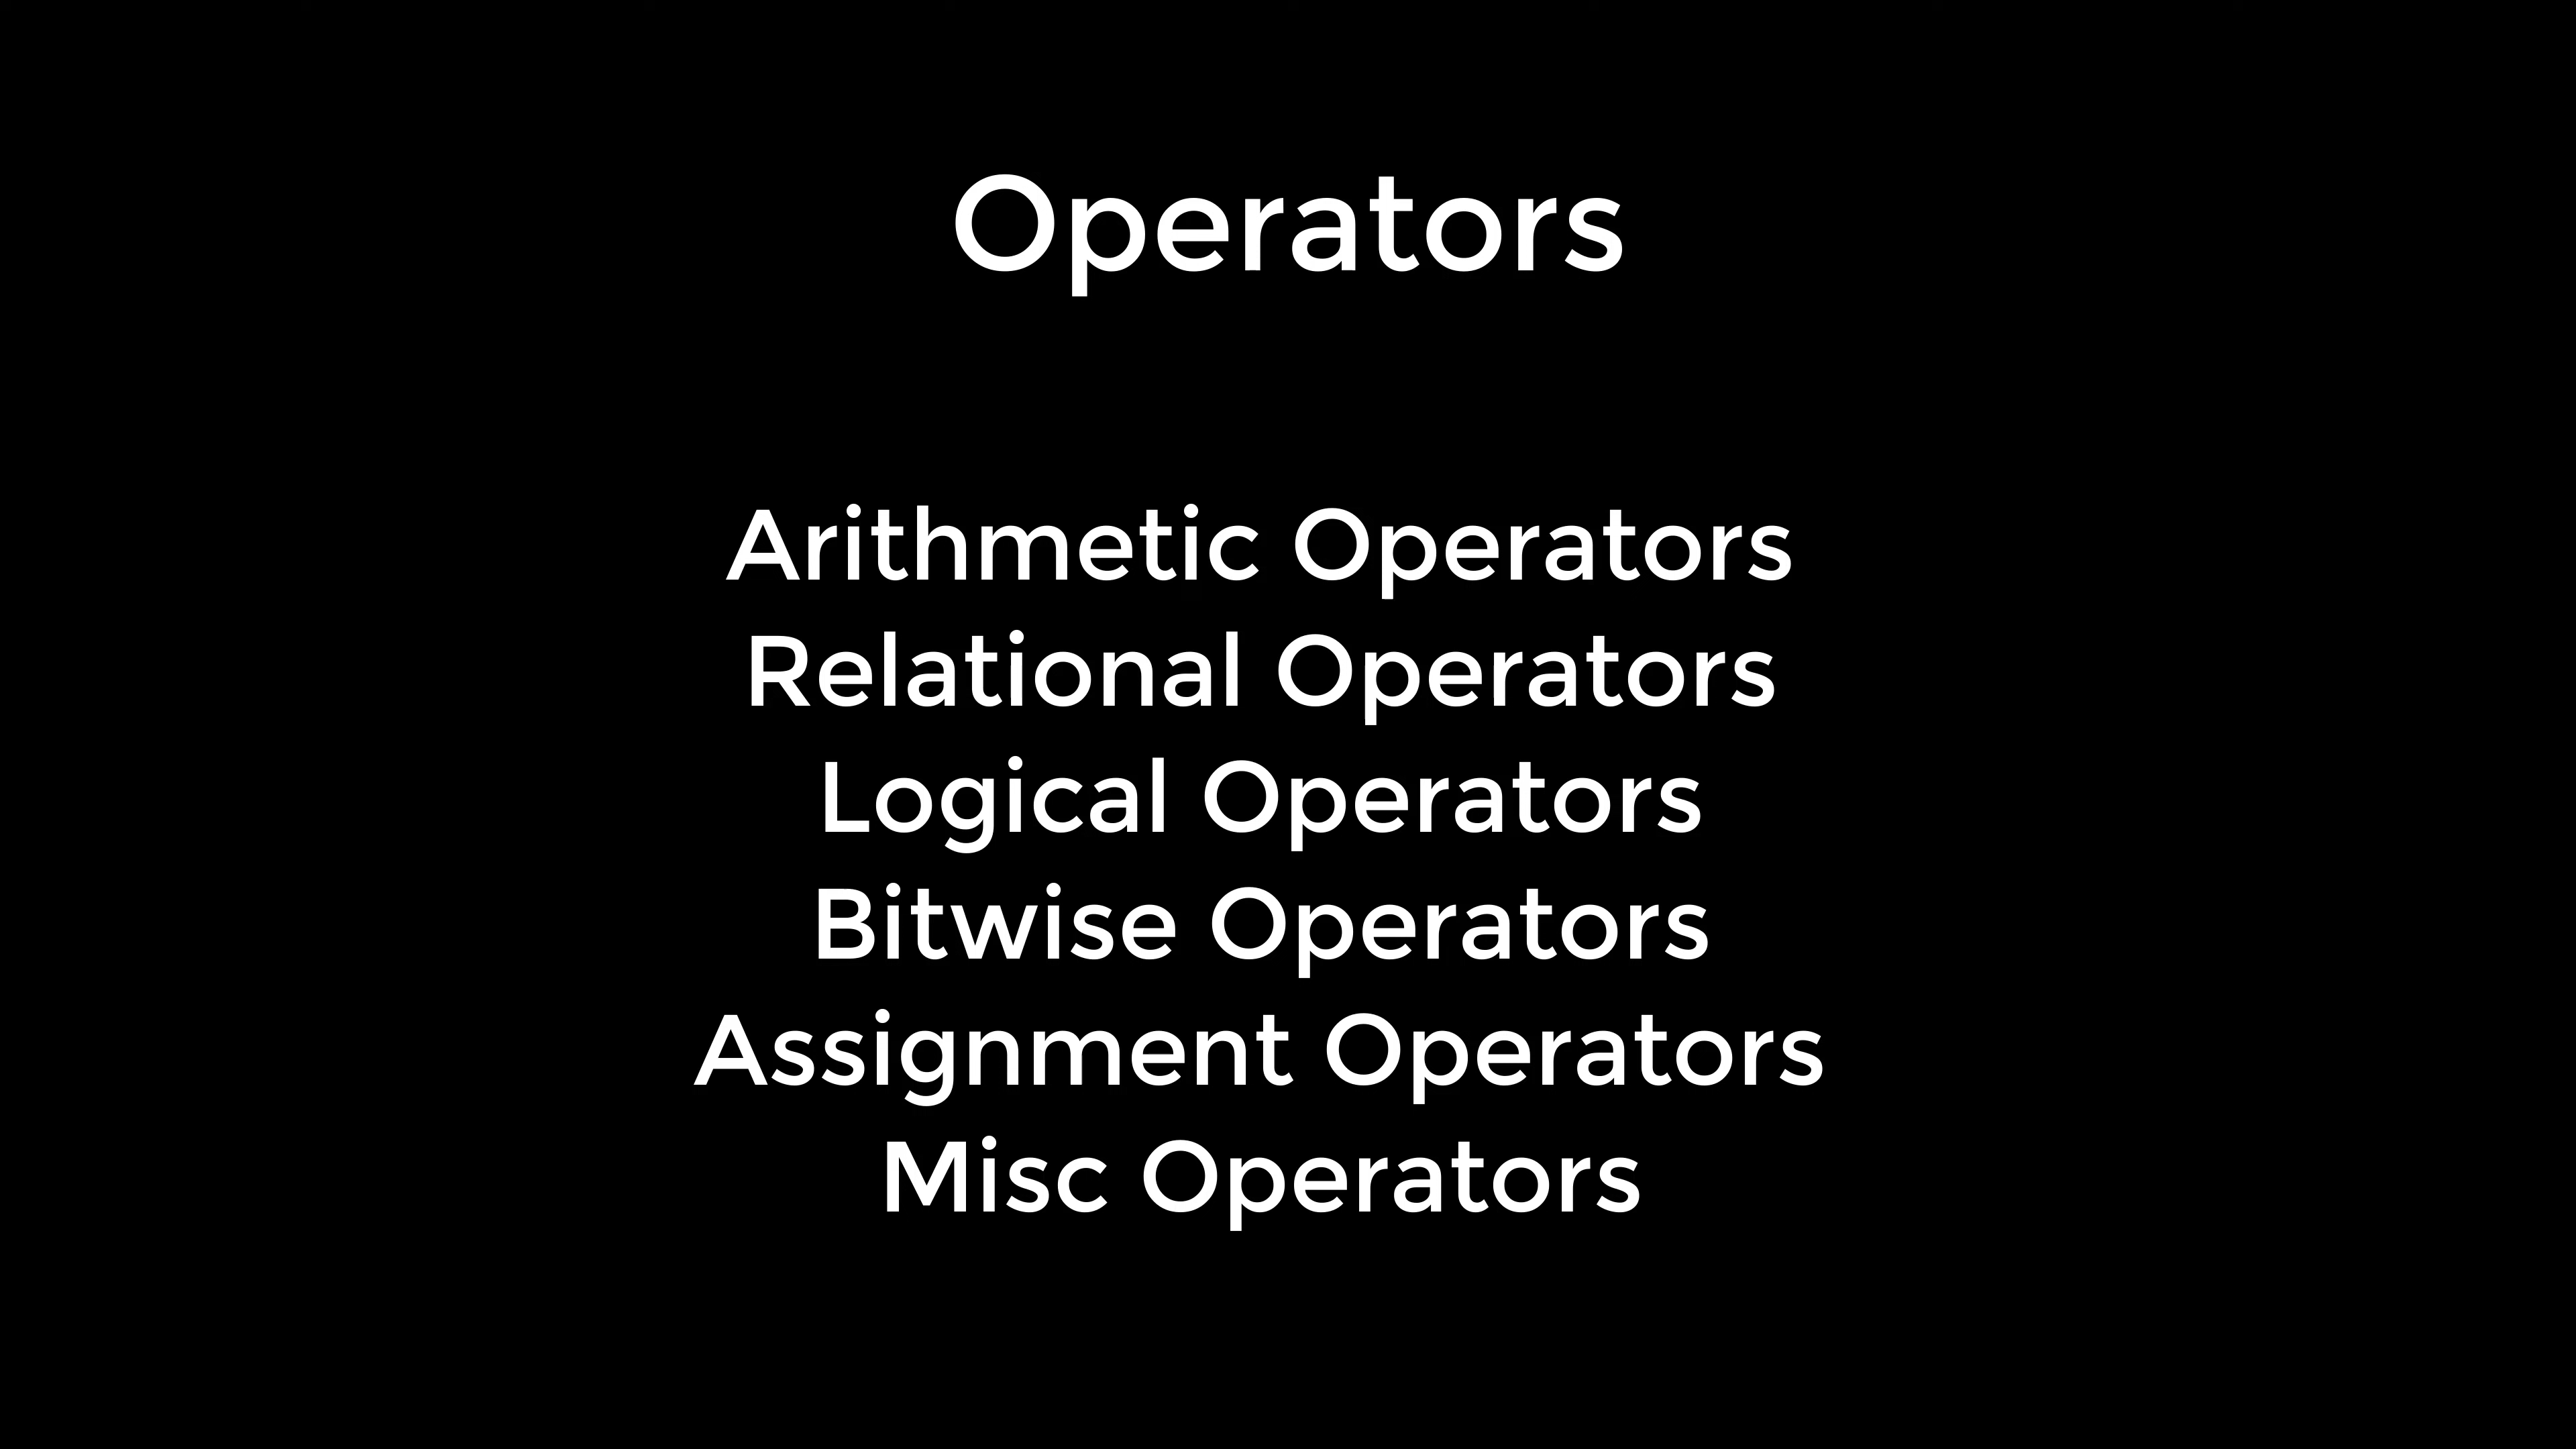 Operators
Arithmetic Operators
Relational Operators
Logical Operators
Bitwise Operators
Assignment Operators
Misc Operators